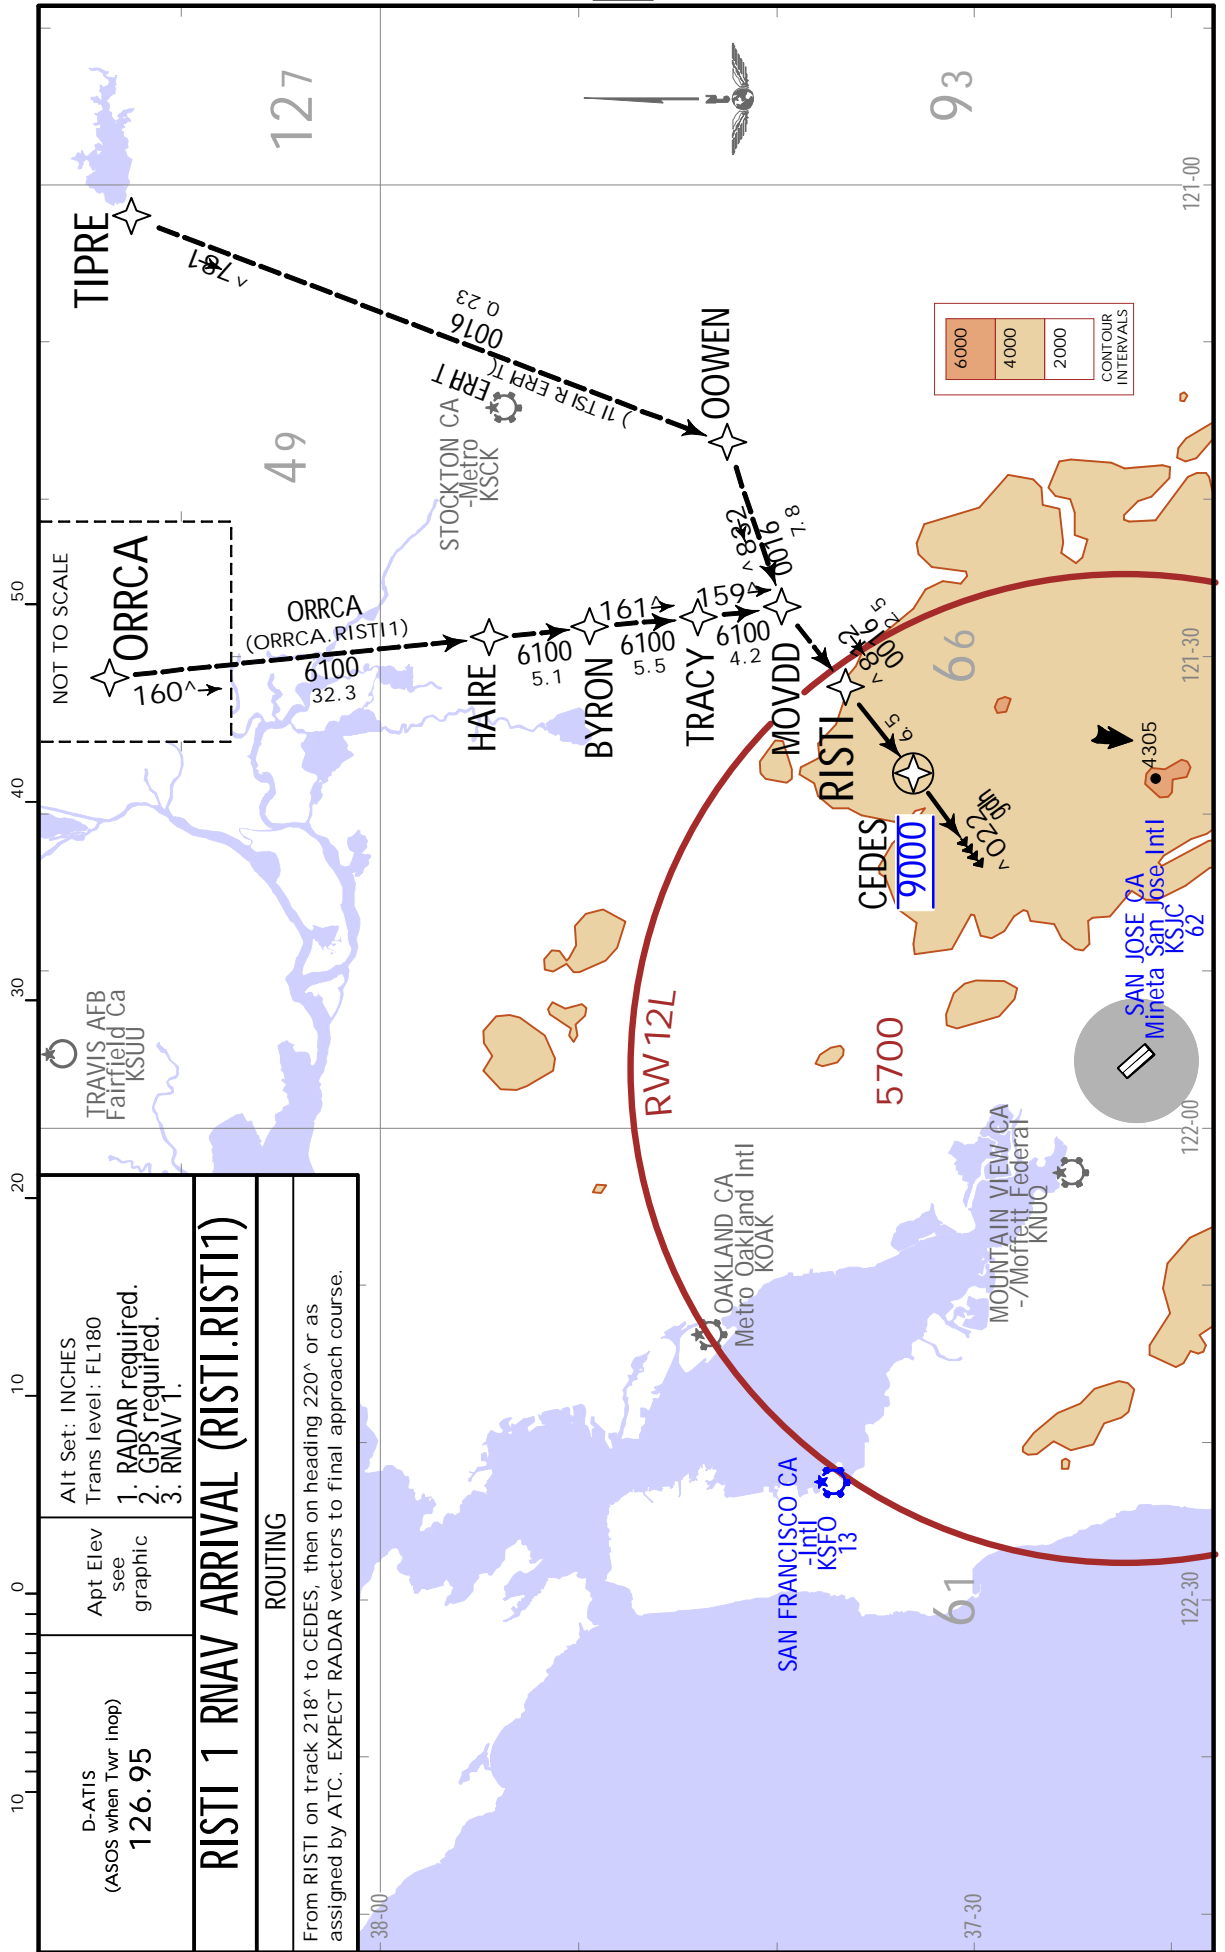 D-ATIS
(ASOS when Twr inop)
126.95
Apt Elev
see
graphic
Alt Set: INCHES
Trans level: FL180
1. RADAR required.
2. GPS required.
3. RNAV 1.
RISTI 1 RNAV ARRIVAL (RISTI.RISTI1)
ROUTING
From RISTI on track 218^ to CEDES, then on heading 220^ or as
assigned by ATC. EXPECT RADAR vectors to final approach course.
10
0
10
20
30
40
50
TRAVIS AFB
Fairfield Ca
KSUU
NOT TO SCALE
ORRCA
160^
ORRCA
(ORRCA.RISTI1)
6100
32.3
TIPRE
127
49
93
66
61
STOCKTON CA
-Metro
KSCK
HAIRE
6100
5.1
BYRON
161^
6100
5.5
TRACY
159^
6100
4.2
MOVDD
OOWEN
7.8
RISTI
6.5
CEDES
9000
RW 12L
5700
OAKLAND CA
Metro Oakland Intl
KOAK
SAN FRANCISCO CA
-Intl
KSFO
13
MOUNTAIN VIEW CA
-/Moffett Federal
KNUQ
SAN JOSE CA
Mineta San Jose Intl
KSJC
62
4305
6000
4000
2000
CONTOUR
INTERVALS
38-00
37-30
122-30
122-00
121-30
121-00